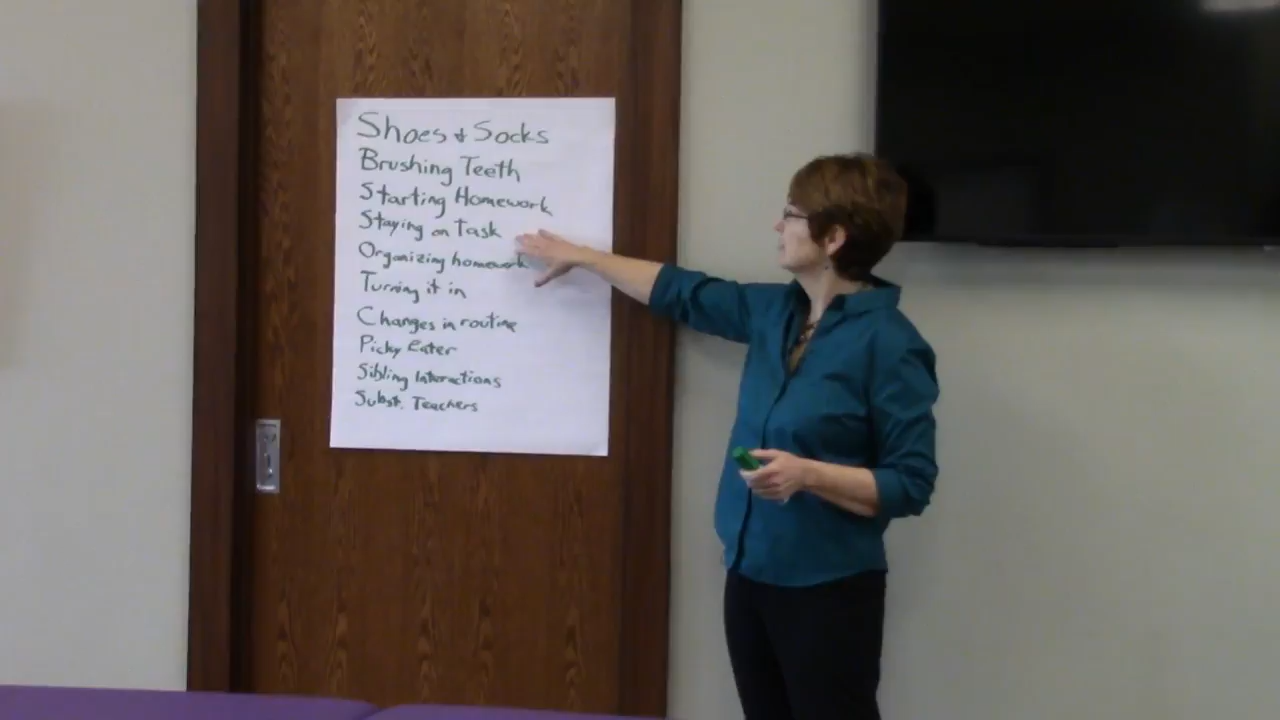 Shoes & Socks
Brushing Teeth
Starting Homework
Staying on Task
Organizing homework
Turning it in
Changes in routine
Picky Eater
Sibling Interactions
Subst. Teachers